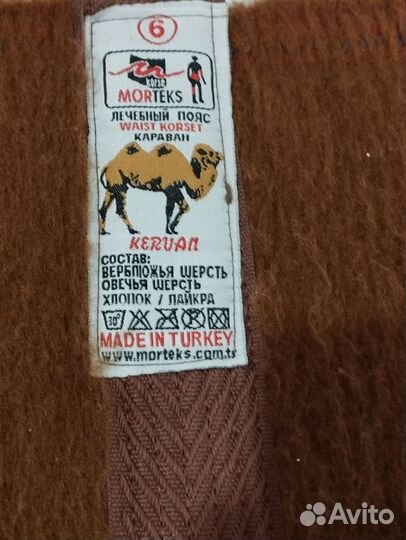 6
MORTEKS
ЛЕЧЕБНЫЙ ПОЯС
WAIST KORSET
КАРАВАН
KERVAN
СОСТАВ:
ВЕРБЛЮЖЬЯ ШЕРСТЬ
ОВЕЧЬЯ ШЕРСТЬ
ХЛОПОК / ЛАЙКРА
30°
MADE IN TURKEY
www.morteks.com.tr
Avito